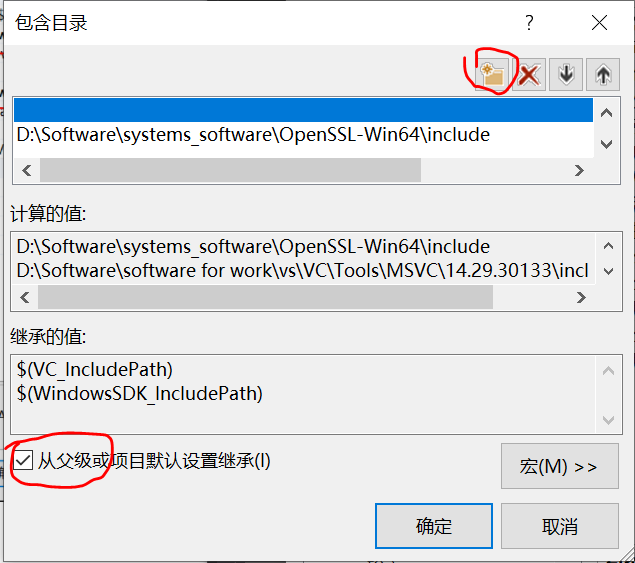 包含目录
D:\Software\systems_software\OpenSSL-Win64\include
计算的值:
D:\Software\systems_software\OpenSSL-Win64\include
D:\Software\software for work\vs\VC\Tools\MSVC\14.29.30133\incl
继承的值:
$(VC_IncludePath)
$(WindowsSDK_IncludePath)
从父级或项目默认设置继承(I)
宏(M) >>
确定
取消